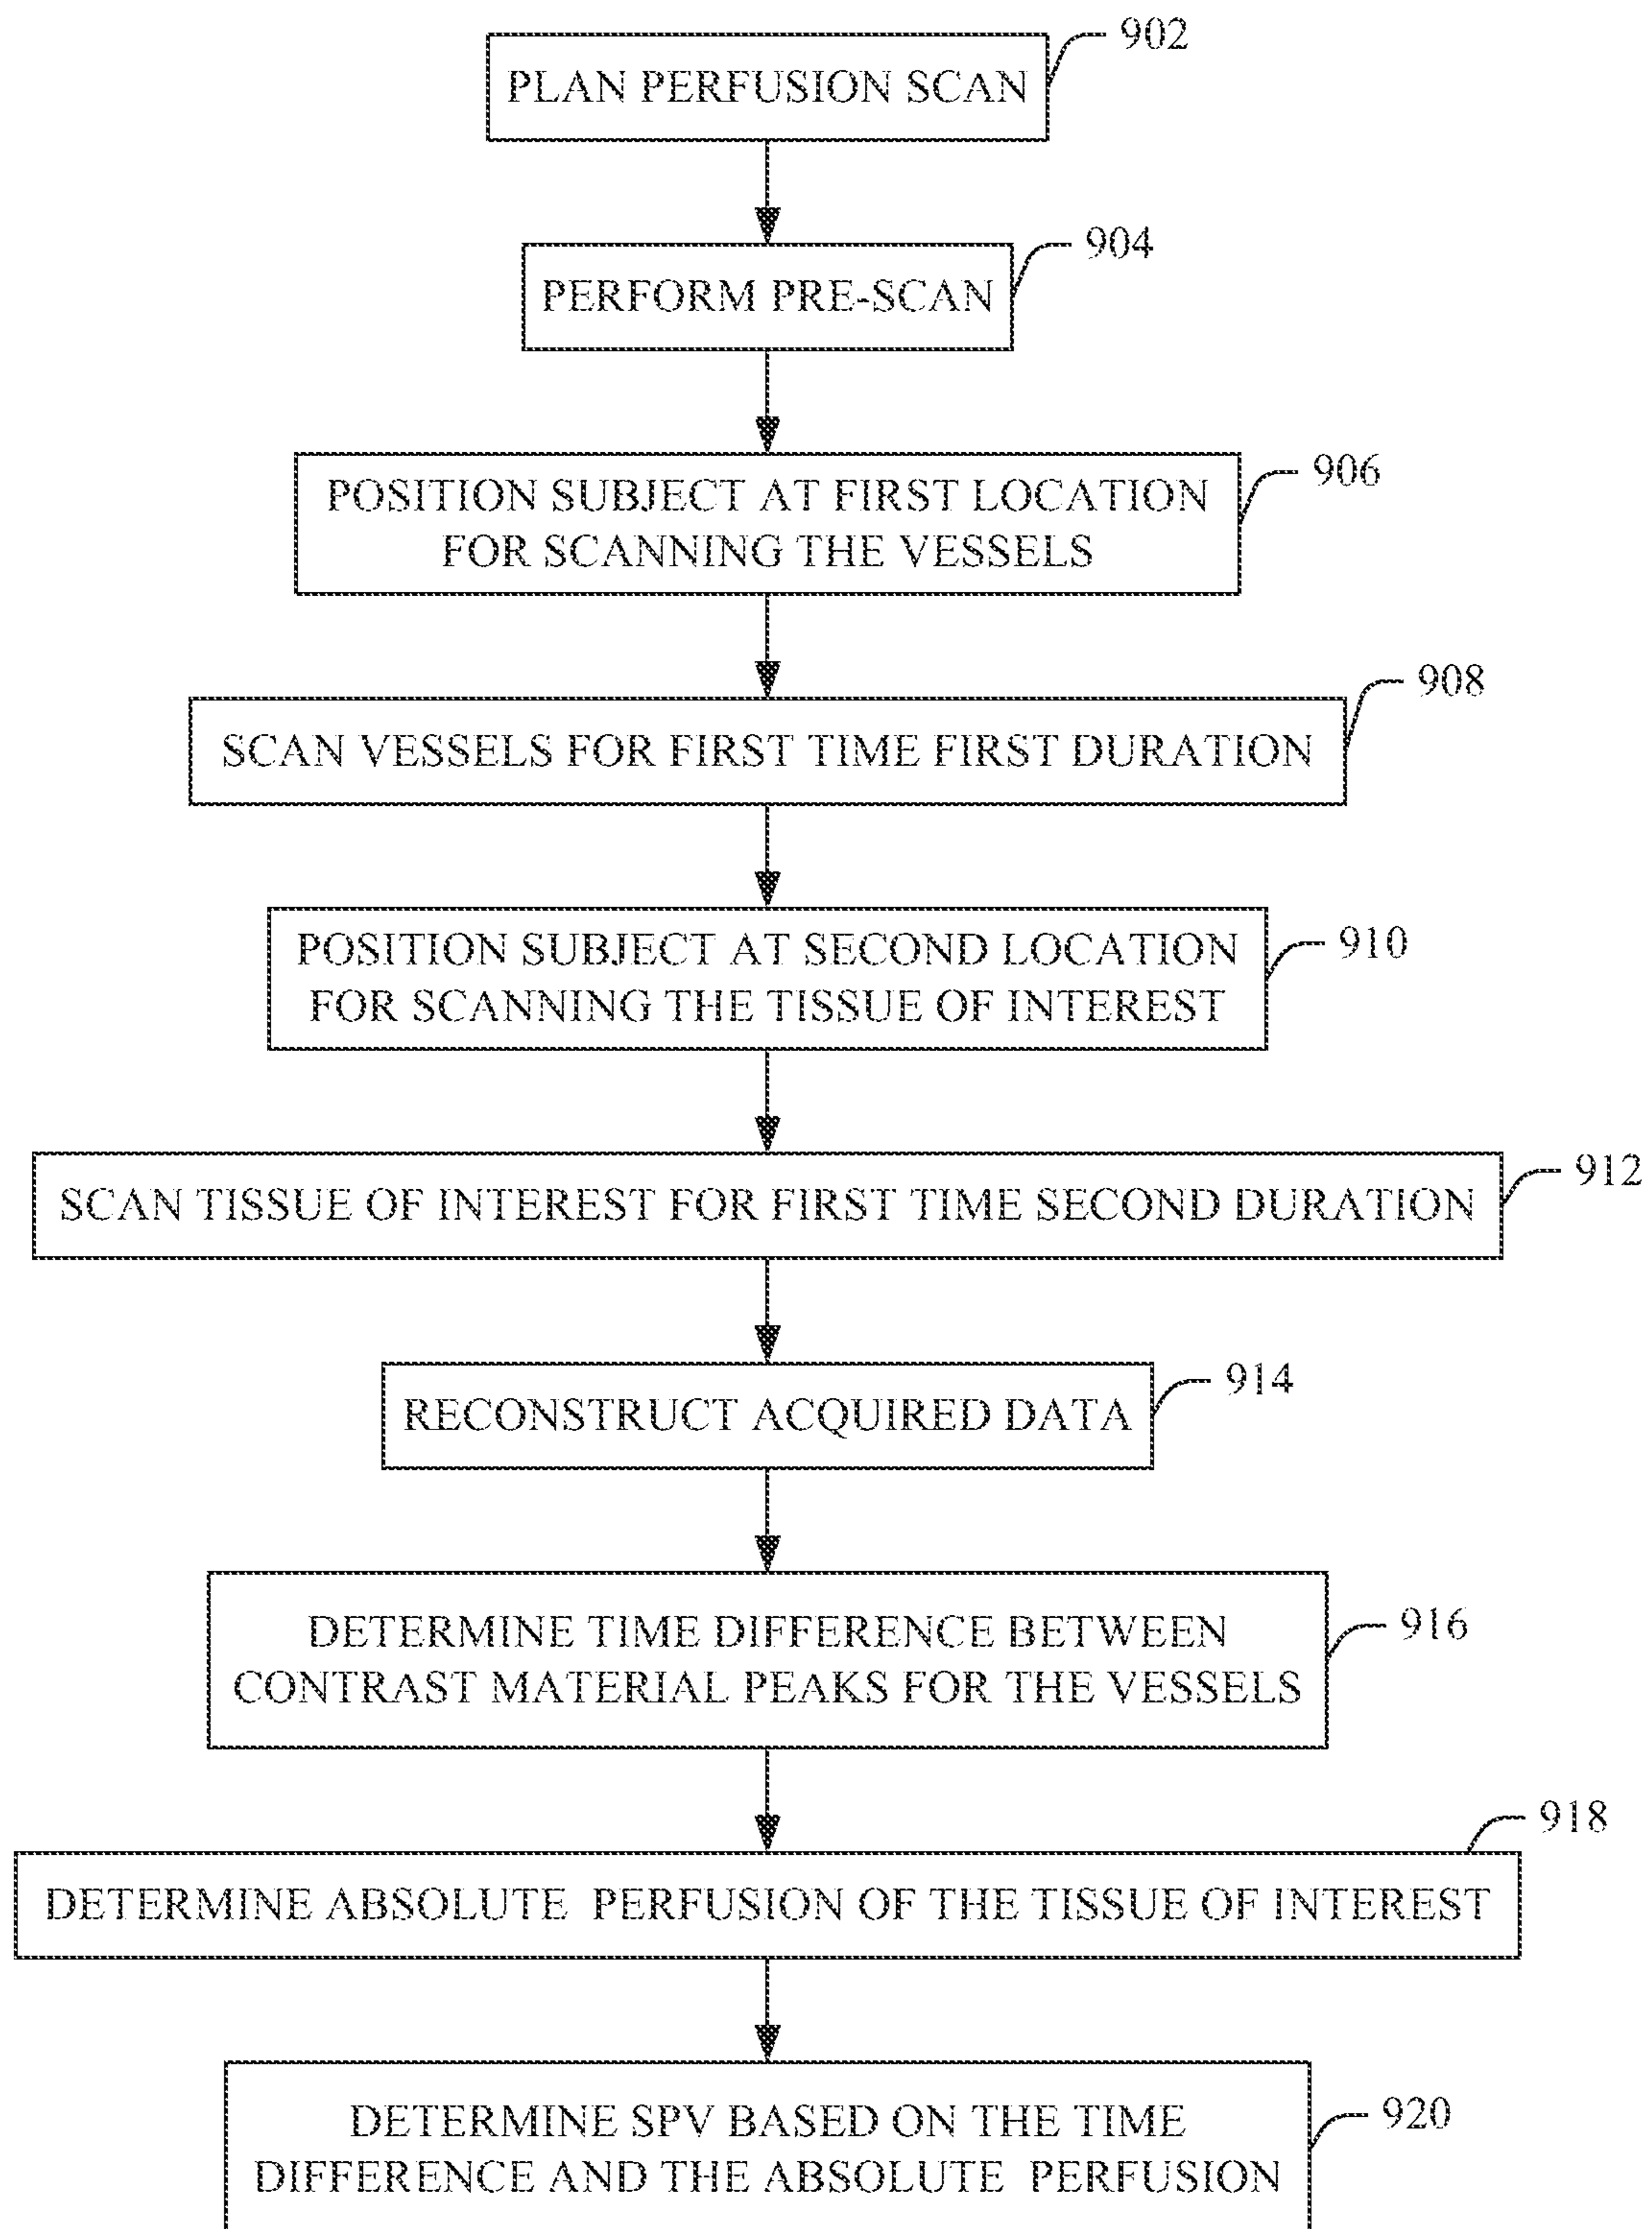 902
PLAN PERFUSION SCAN
904
PERFORM PRE-SCAN
906
POSITION SUBJECT AT FIRST LOCATION
FOR SCANNING THE VESSELS
908
SCAN VESSELS FOR FIRST TIME FIRST DURATION
910
POSITION SUBJECT AT SECOND LOCATION
FOR SCANNING THE TISSUE OF INTEREST
912
SCAN TISSUE OF INTEREST FOR FIRST TIME SECOND DURATION
914
RECONSTRUCT ACQUIRED DATA
916
DETERMINE TIME DIFFERENCE BETWEEN
CONTRAST MATERIAL PEAKS FOR THE VESSELS
918
DETERMINE ABSOLUTE PERFUSION OF THE TISSUE OF INTEREST
920
DETERMINE SPV BASED ON THE TIME
DIFFERENCE AND THE ABSOLUTE PERFUSION